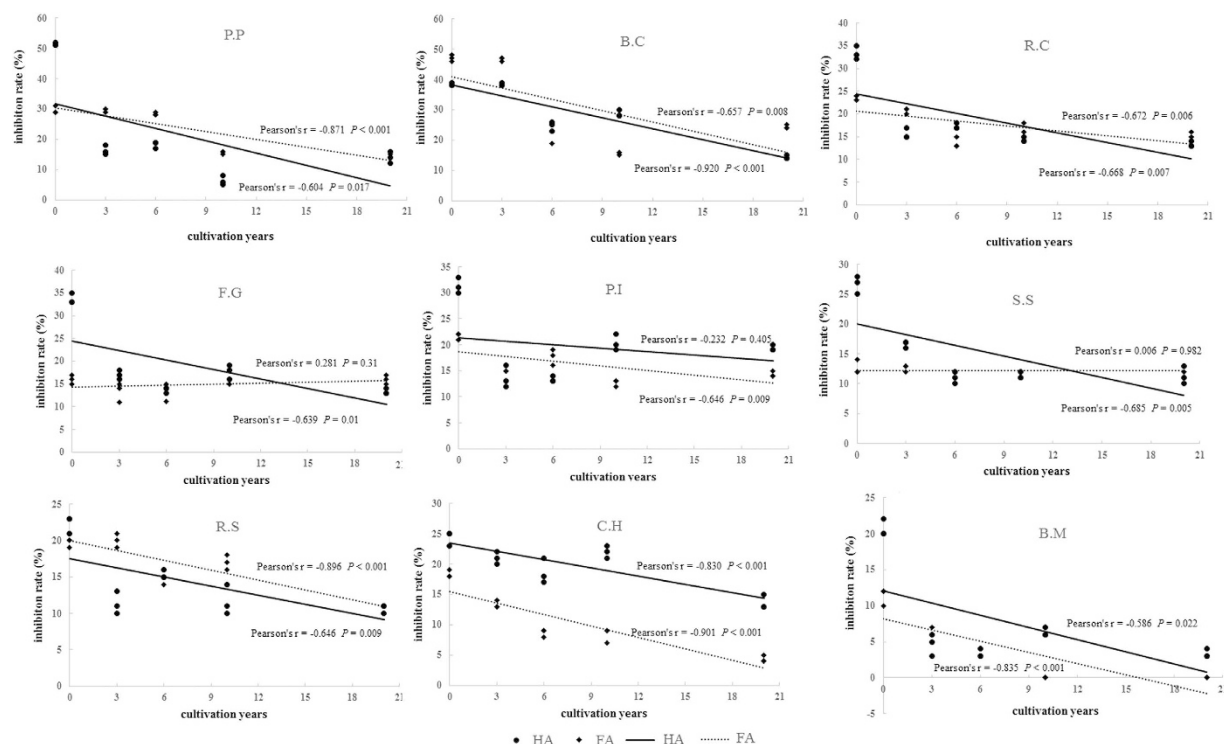 P.P
inhibiton rate (%)
60
50
40
30
20
10
0
Pearson's r = -0.871 P < 0.001
Pearson's r = -0.604 P = 0.017
0 3 6 9 12 15 18 21
cultivation years
B.C
inhibiton rate (%)
60
50
40
30
20
10
0
Pearson's r = -0.657 P = 0.008
Pearson's r = -0.920 P < 0.001
0 3 6 9 12 15 18 21
cultivation years
R.C
inhibiton rate (%)
40
35
30
25
20
15
10
5
0
Pearson's r = -0.672 P = 0.006
Pearson's r = -0.668 P = 0.007
0 3 6 9 12 15 18 21
cultivation years
F.G
inhibiton rate (%)
40
35
30
25
20
15
10
5
0
Pearson's r = 0.281 P = 0.31
Pearson's r = -0.639 P = 0.01
0 3 6 9 12 15 18 21
cultivation years
P.I
inhibiton rate (%)
35
30
25
20
15
10
5
0
Pearson's r = -0.232 P = 0.405
Pearson's r = -0.646 P = 0.009
0 3 6 9 12 15 18 21
cultivation years
S.S
inhibiton rate (%)
30
25
20
15
10
5
0
Pearson's r = 0.006 P = 0.982
Pearson's r = -0.685 P = 0.005
0 3 6 9 12 15 18 21
cultivation years
R.S
inhibiton rate (%)
25
20
15
10
5
0
Pearson's r = -0.896 P < 0.001
Pearson's r = -0.646 P = 0.009
0 3 6 9 12 15 18 21
cultivation years
C.H
inhibiton rate (%)
30
25
20
15
10
5
0
Pearson's r = -0.830 P < 0.001
Pearson's r = -0.901 P < 0.001
0 3 6 9 12 15 18 21
cultivation years
B.M
inhibiton rate (%)
25
20
15
10
5
0
-5
Pearson's r = -0.586 P = 0.022
Pearson's r = -0.835 P < 0.001
0 3 6 9 12 15 18
cultivation years
HA FA HA FA